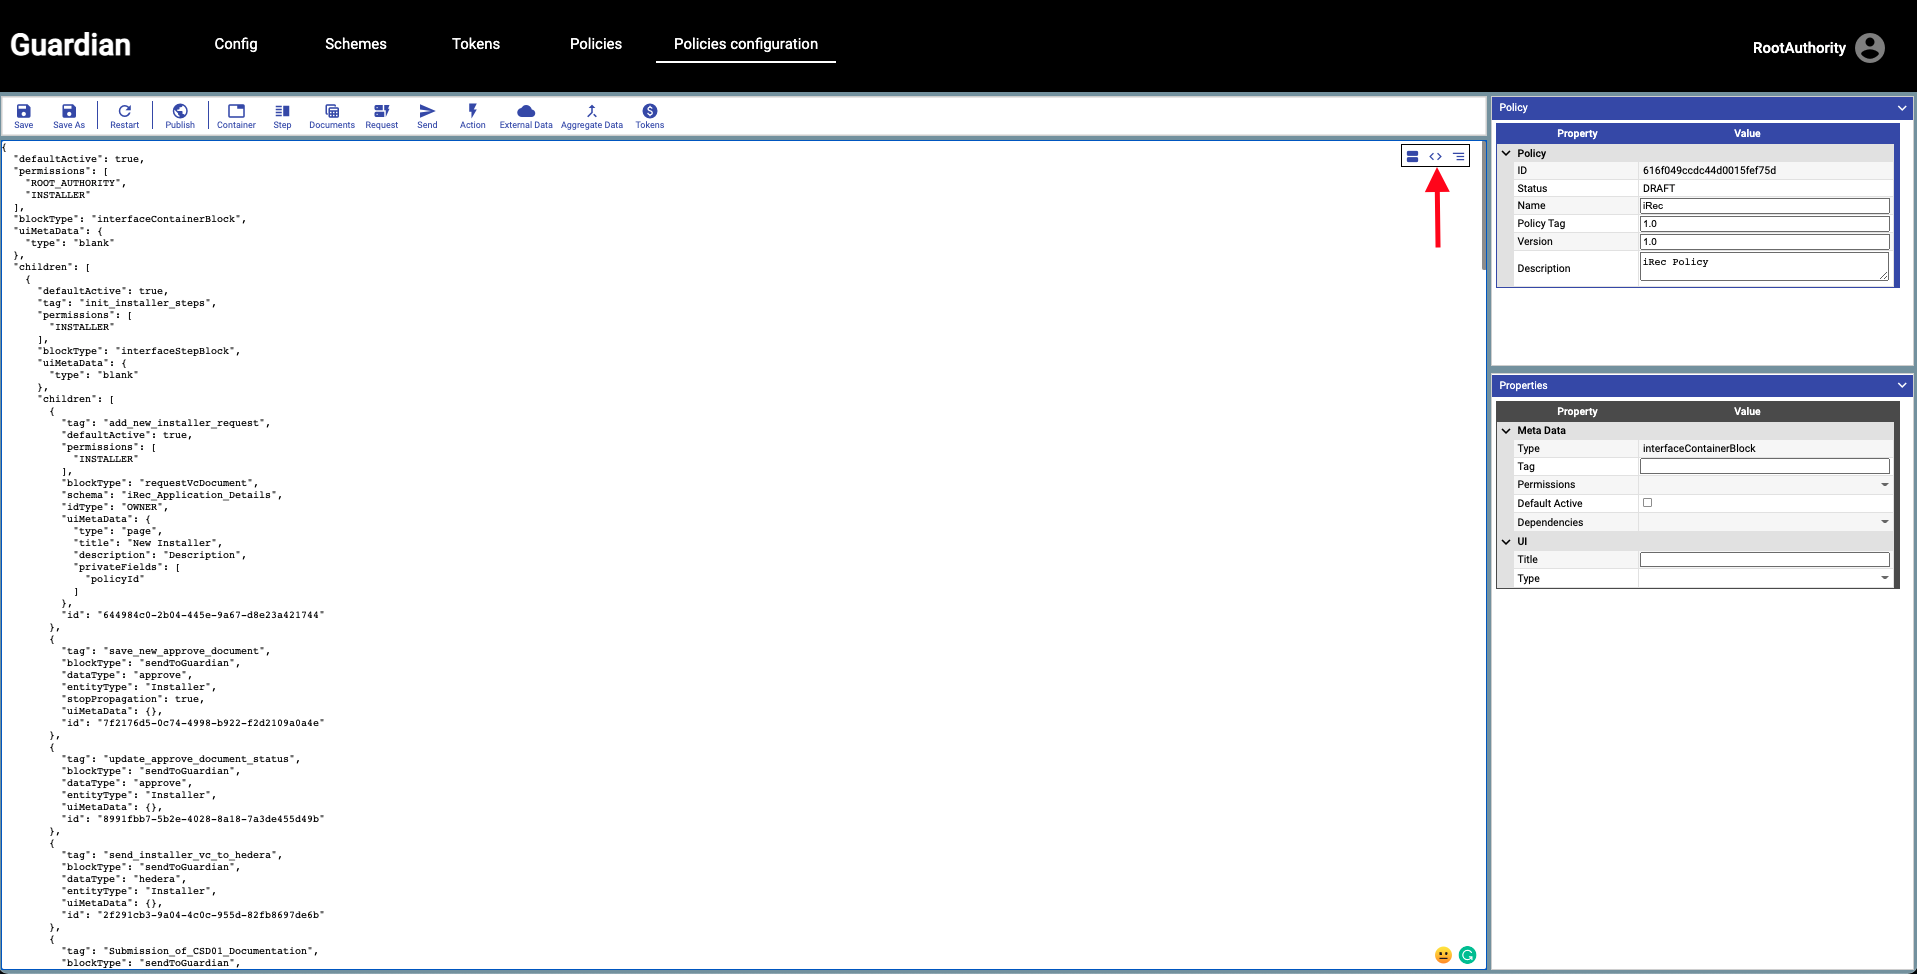 Guardian
Config
Schemes
Tokens
Policies
Policies configuration
RootAuthority
Save
Save As
Restart
Publish
Container
Step
Documents
Request
Send
Action
External Data
Aggregate Data
Tokens
{
"defaultActive": true,
"permissions": [
"ROOT_AUTHORITY",
"INSTALLER"
],
"blockType": "interfaceContainerBlock",
"uiMetaData": {
"type": "blank"
},
"children": [
{
"defaultActive": true,
"tag": "init_installer_steps",
"permissions": [
"INSTALLER"
],
"blockType": "interfaceStepBlock",
"uiMetaData": {
"type": "blank"
},
"children": [
{
"tag": "add_new_installer_request",
"defaultActive": true,
"permissions": [
"INSTALLER"
],
"blockType": "requestVcDocument",
"schema": "iRec_Application_Details",
"idType": "OWNER",
"uiMetaData": {
"type": "page",
"title": "New Installer",
"description": "Description",
"privateFields": [
"policyId"
]
},
"id": "644984c0-2b04-445e-9a67-d8e23a421744"
},
{
"tag": "save_new_approve_document",
"blockType": "sendToGuardian",
"dataType": "approve",
"entityType": "Installer",
"stopPropagation": true,
"uiMetaData": {},
"id": "7f2176d5-0c74-4998-b922-f2d2109a0a4e"
},
{
"tag": "update_approve_document_status",
"blockType": "sendToGuardian",
"dataType": "approve",
"entityType": "Installer",
"uiMetaData": {},
"id": "8991fbb7-5b2e-4028-8a18-7a3de455d49b"
},
{
"tag": "send_installer_vc_to_hedera",
"blockType": "sendToGuardian",
"dataType": "hedera",
"entityType": "Installer",
"uiMetaData": {},
"id": "2f291cb3-9a04-4c0c-955d-82fb8697de6b"
},
{
"tag": "Submission_of_CSD01_Documentation",
"blockType": "sendToGuardian",
Policy
Property Value
Policy
ID 616f049ccdc44d0015fef75d
Status DRAFT
Name iRec
Policy Tag 1.0
Version 1.0
Description iRec Policy
Properties
Property Value
Meta Data
Type interfaceContainerBlock
Tag
Permissions
Default Active
Dependencies
UI
Title
Type